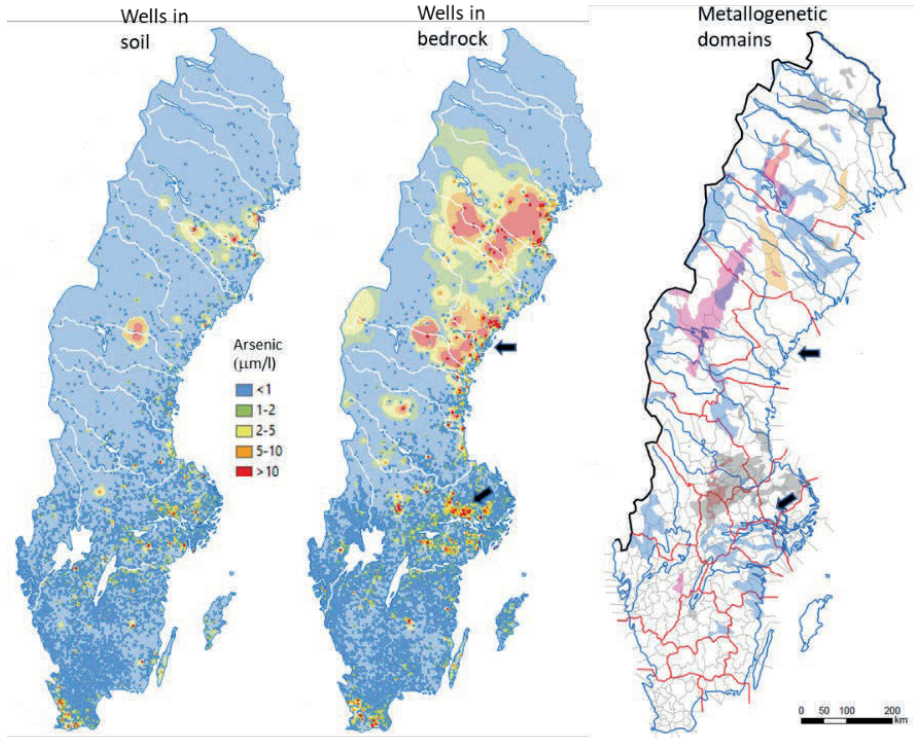 Wells in
soil
Wells in
bedrock
Metallogenetic
domains
Arsenic
(µm/l)
<1
1-2
2-5
5-10
>10
0 50 100 200
km